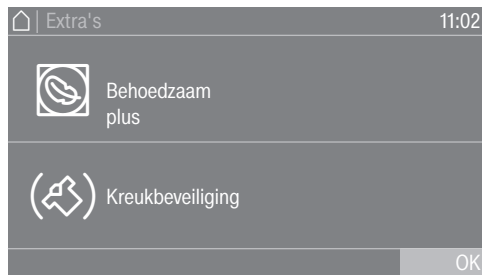 Extra's 11:02
Behoedzaam
plus
Kreukbeveiliging
OK